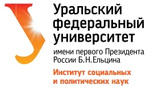 Уральский
федеральный
университет
имени первого Президента
России Б.Н.Ельцина
Институт социальных
и политических наук